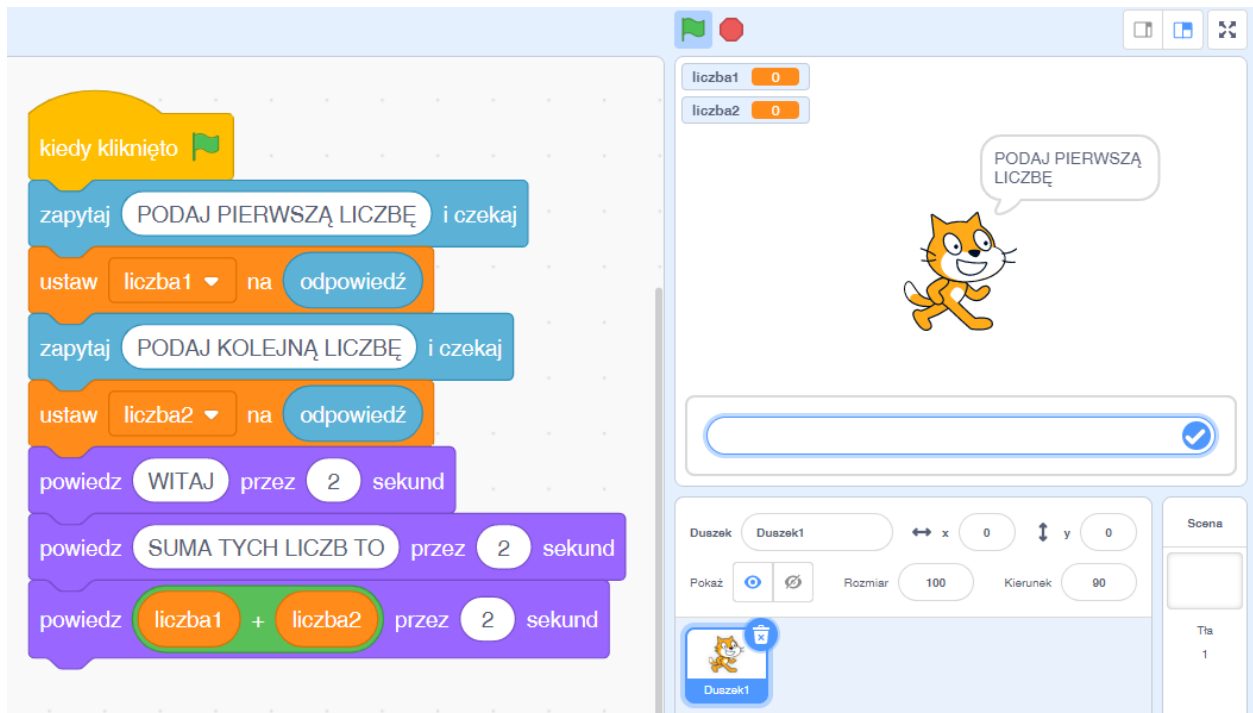 kiedy kliknięto
zapytaj PODAJ PIERWSZĄ LICZBĘ i czekaj
ustaw liczba1 na odpowiedź
zapytaj PODAJ KOLEJNĄ LICZBĘ i czekaj
ustaw liczba2 na odpowiedź
powiedz WITAJ przez 2 sekund
powiedz SUMA TYCH LICZB TO przez 2 sekund
powiedz liczba1 + liczba2 przez 2 sekund
liczba1 0
liczba2 0
PODAJ PIERWSZĄ
LICZBĘ
Duszek Duszek1 x 0 y 0
Pokaż Rozmiar 100 Kierunek 90
Duszek1
Scena
Tła
1